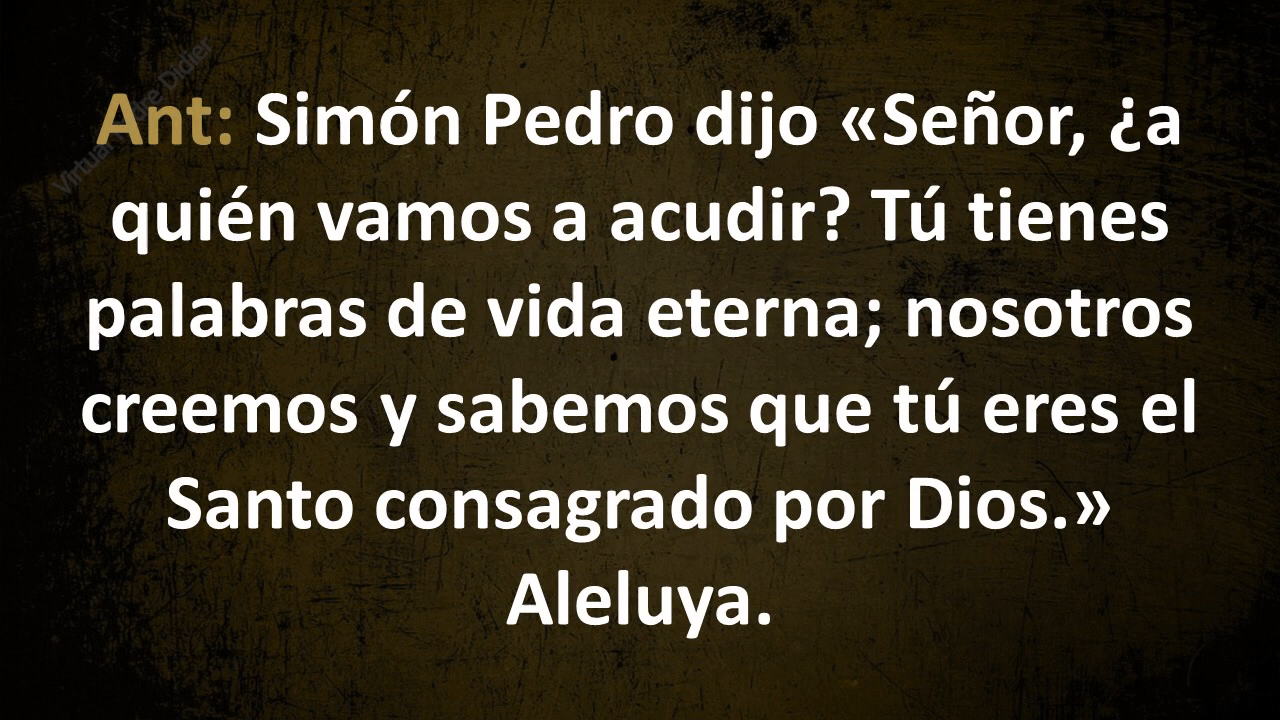 Ant: Simón Pedro dijo «Señor, ¿a
quién vamos a acudir? Tú tienes
palabras de vida eterna; nosotros
creemos y sabemos que tú eres el
Santo consagrado por Dios.»
Aleluya.